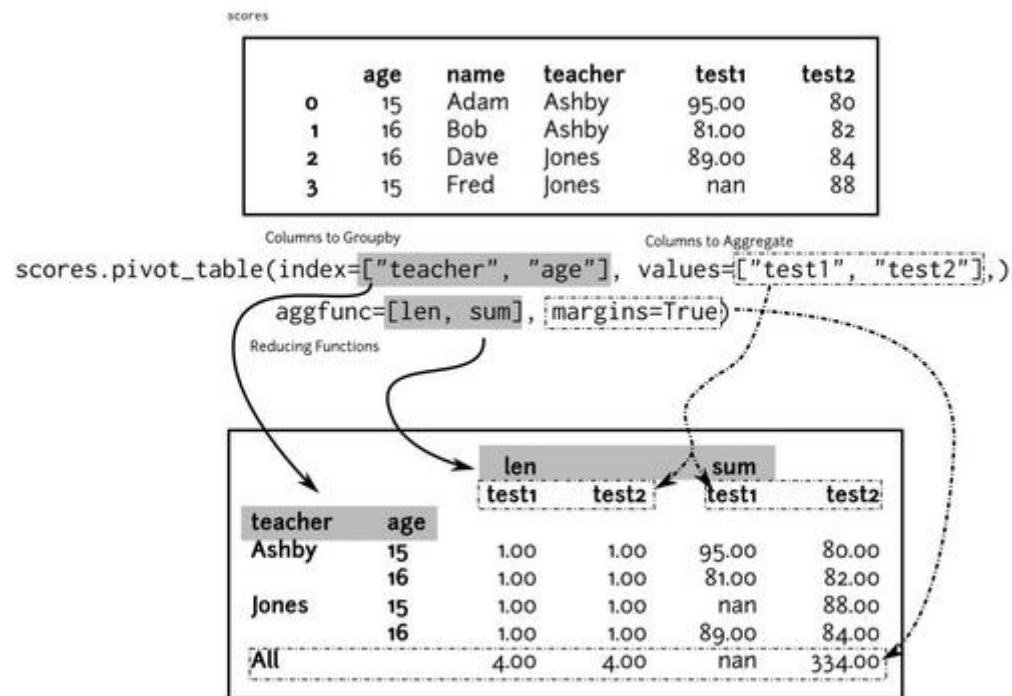 scores
age name teacher test1 test2
0 15 Adam Ashby 95.00 80
1 16 Bob Ashby 81.00 82
2 16 Dave Jones 89.00 84
3 15 Fred Jones nan 88
Columns to Groupby Columns to Aggregate
scores.pivot_table(index=["teacher", "age"], values=["test1", "test2"],)
aggfunc=[len, sum], margins=True)
Reducing Functions
len sum
test1 test2 test1 test2
teacher age
Ashby 15 1.00 1.00 95.00 80.00
16 1.00 1.00 81.00 82.00
Jones 15 1.00 1.00 nan 88.00
16 1.00 1.00 89.00 84.00
All 4.00 4.00 nan 334.00